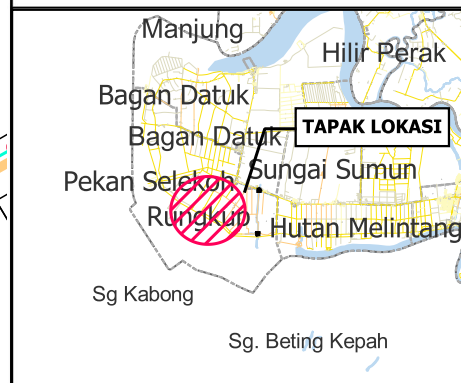 Manjung
Hilir Perak
Bagan Datuk
TAPAK LOKASI
Bagan Datuk
Sungai Sumun
Pekan Selekoh
Rungkup
Hutan Melintang
Sg Kabong
Sg. Beting Kepah